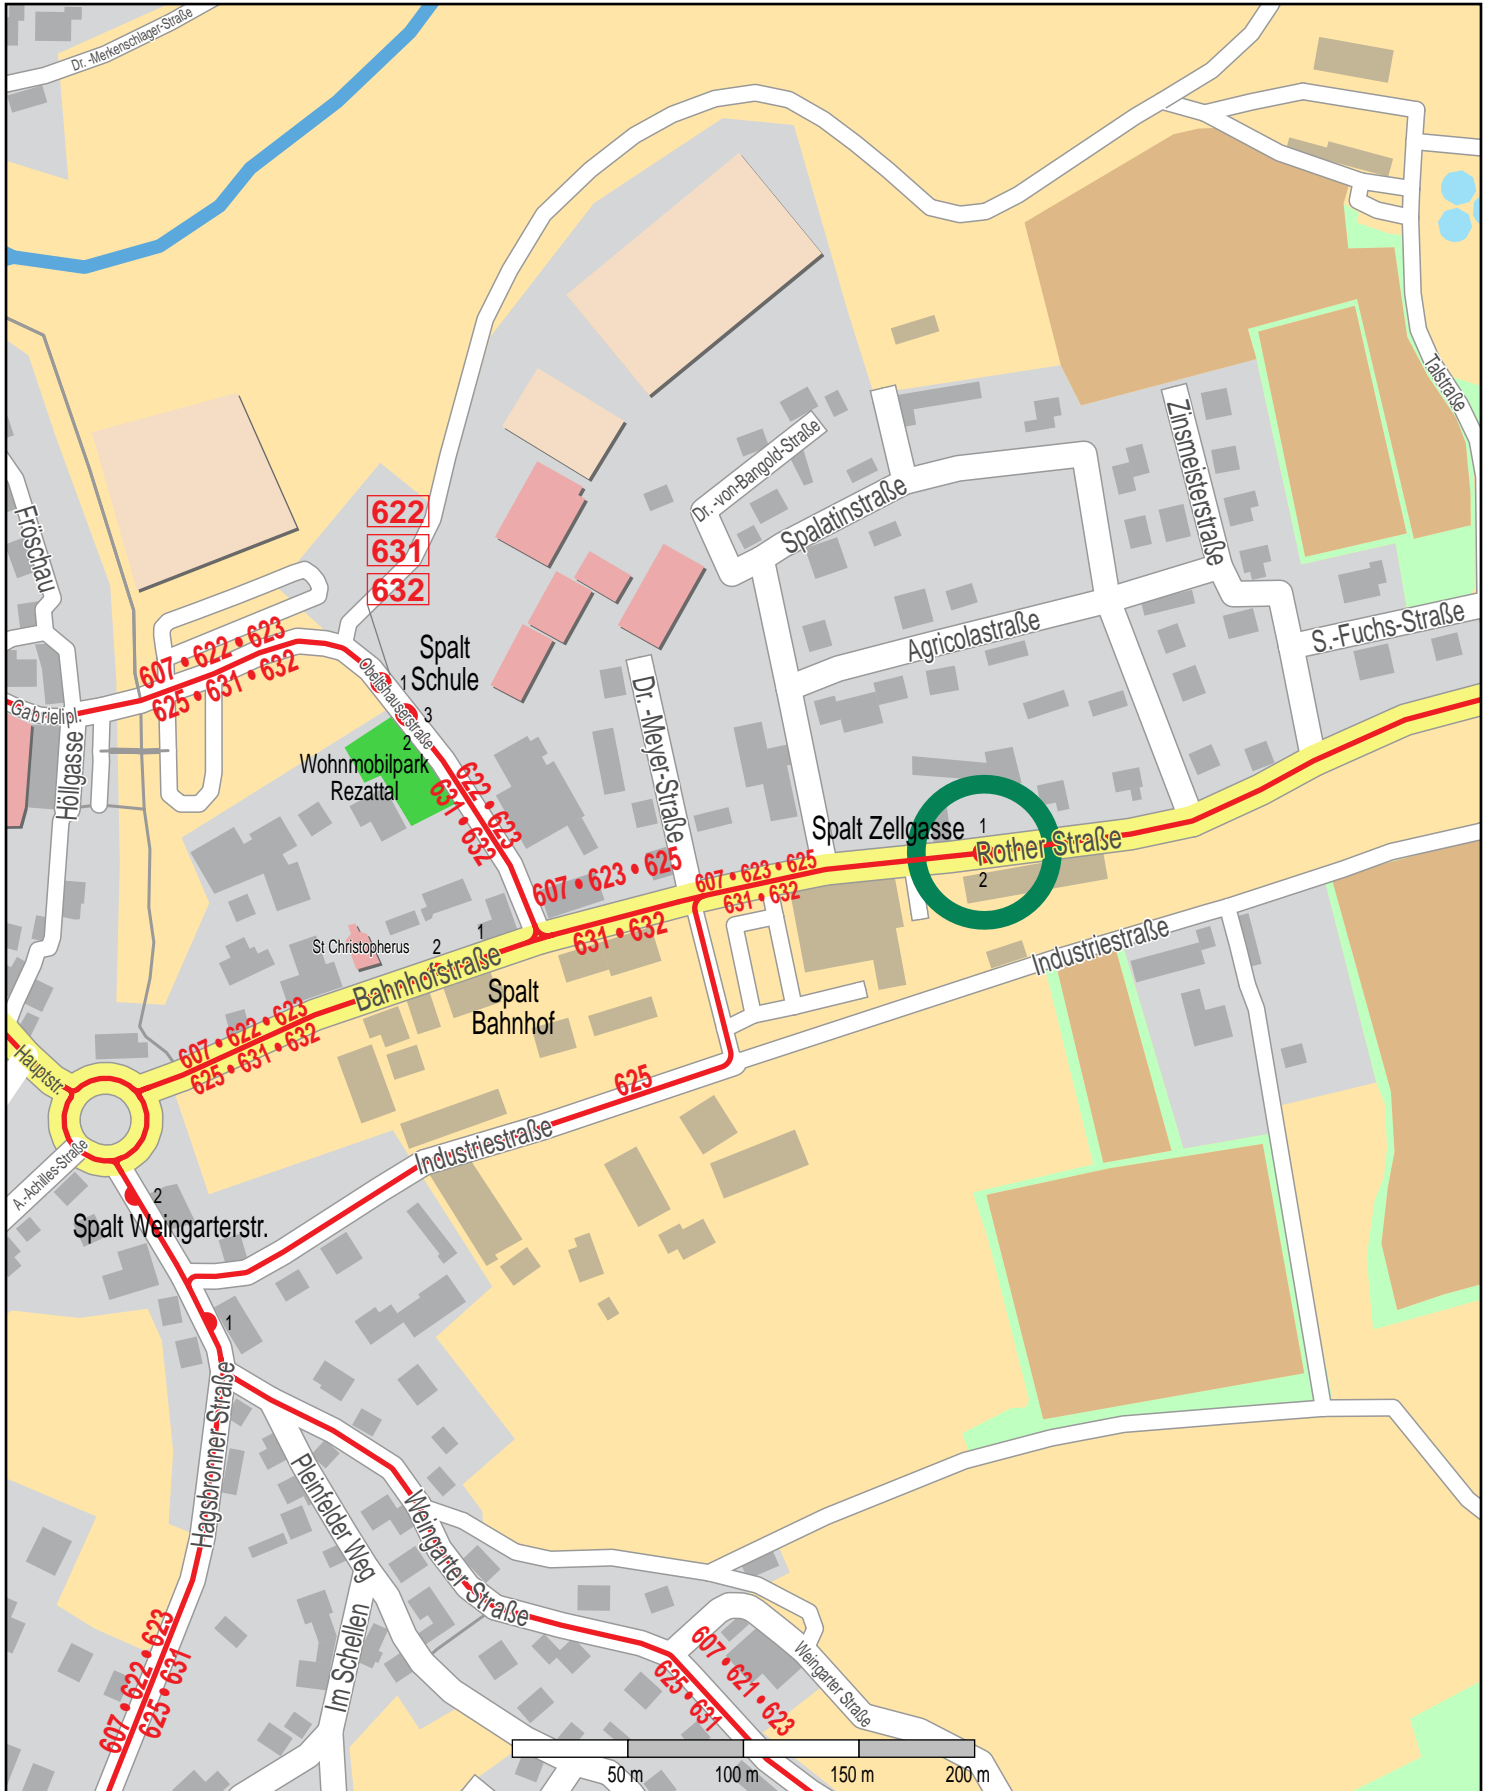 Dr. -Merkenschlager-Straße
Talstraße
Zinsmeisterstraße
Dr. -von-Bangold-Straße
Spalatinstraße
Fröschau
622
631
632
607 • 622 • 623
625 • 631 • 632
Spalt
Schule
Obeltshauserstraße
1
3
2
Agricolastraße
S.-Fuchs-Straße
Gabrielipl.
Höllgasse
Dr. -Meyer-Straße
Wohnmobilpark
Rezattal
622 • 623
631 • 632
Spalt Zellgasse
1
Rother Straße
2
607 • 623 • 625
631 • 632
607 • 623 • 625
631 • 632
St Christopherus
2
1
Bahnhofstraße
Spalt
Bahnhof
Industriestraße
607 • 622 • 623
625 • 631 • 632
Hauptstr.
625
Industriestraße
A.-Achilles-Straße
2
Spalt Weingarterstr.
1
Hagsbronner Straße
Pleinfelder Weg
Weingarter Straße
Im Schellen
607 • 622 • 623
625 • 631
607 • 621 • 623
625 • 631
Weingarter Straße
50 m
100 m
150 m
200 m